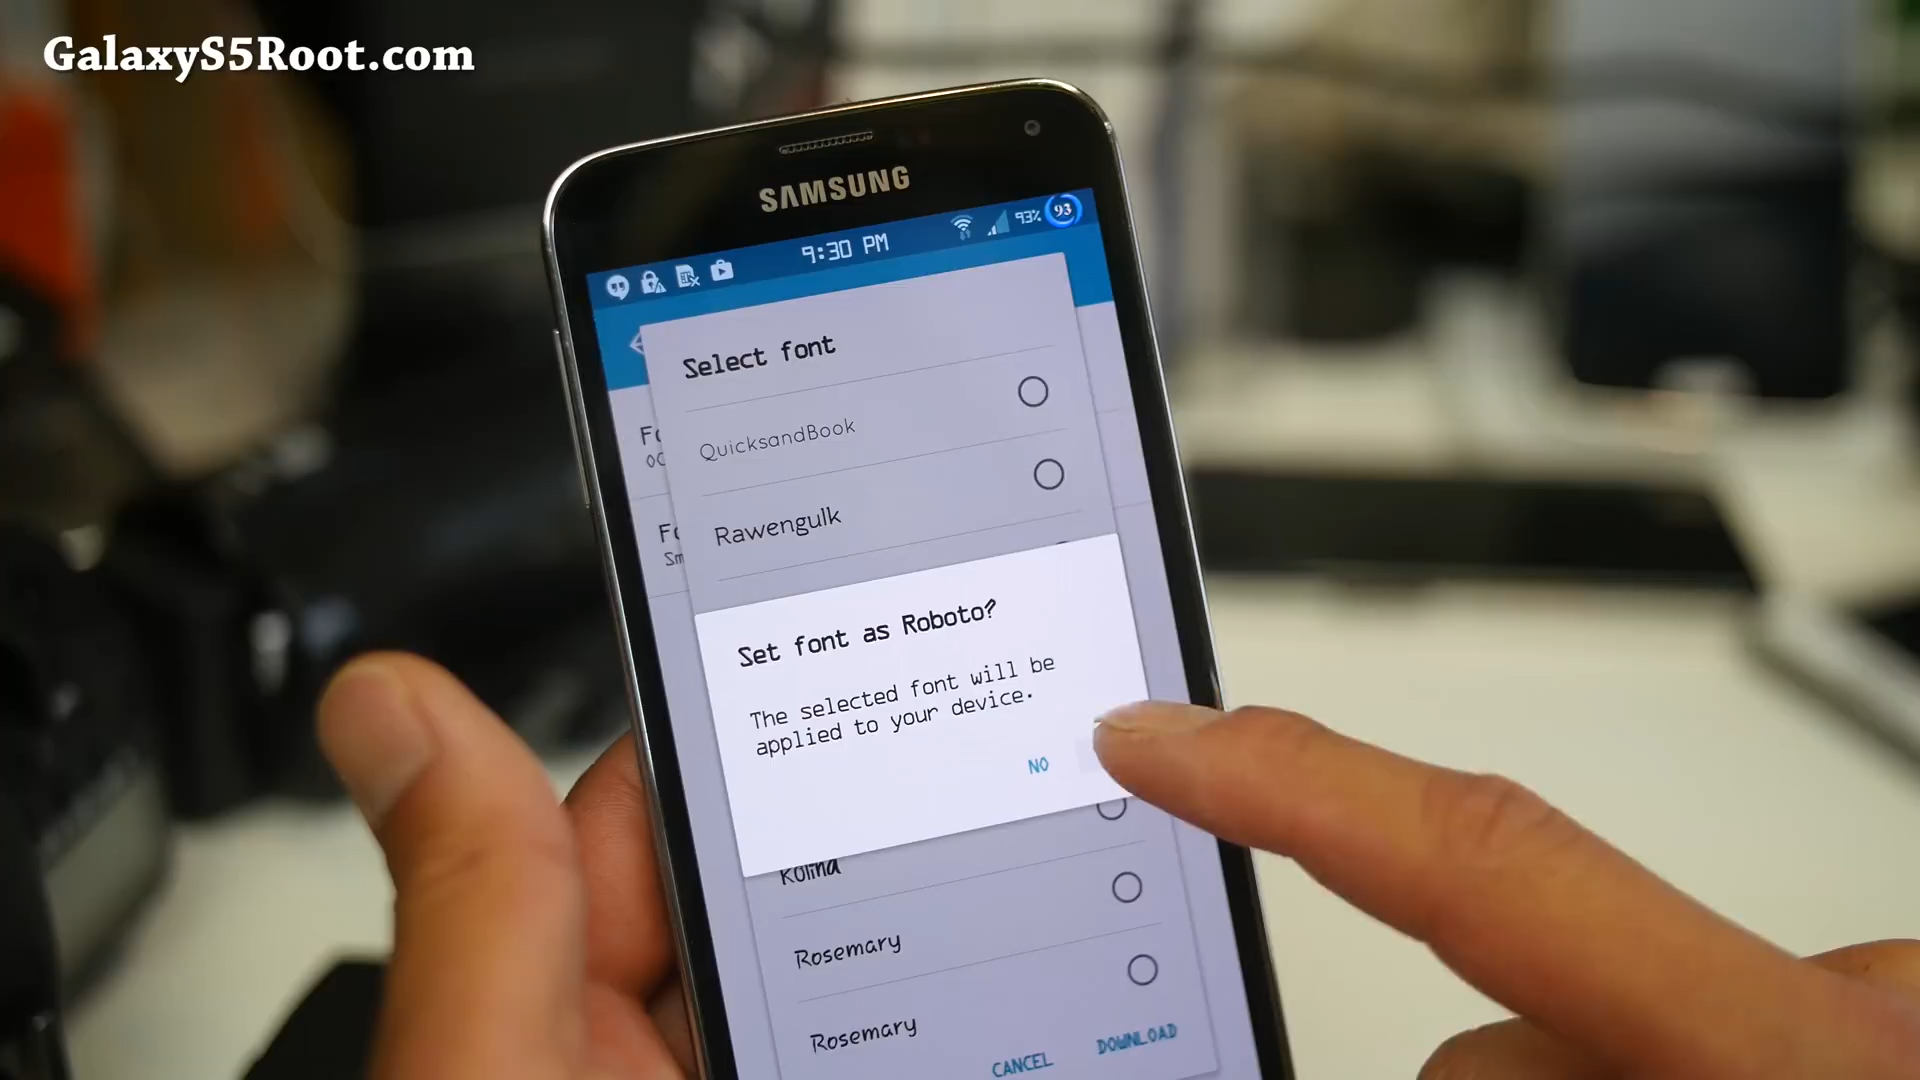 GalaxyS5Root.com
SAMSUNG
9:30 PM
93%
93
Select font
QuicksandBook
Rawengulk
Set font as Roboto?
The selected font will be
applied to your device.
NO
Kolina
Rosemary
Rosemary
CANCEL
DOWNLOAD